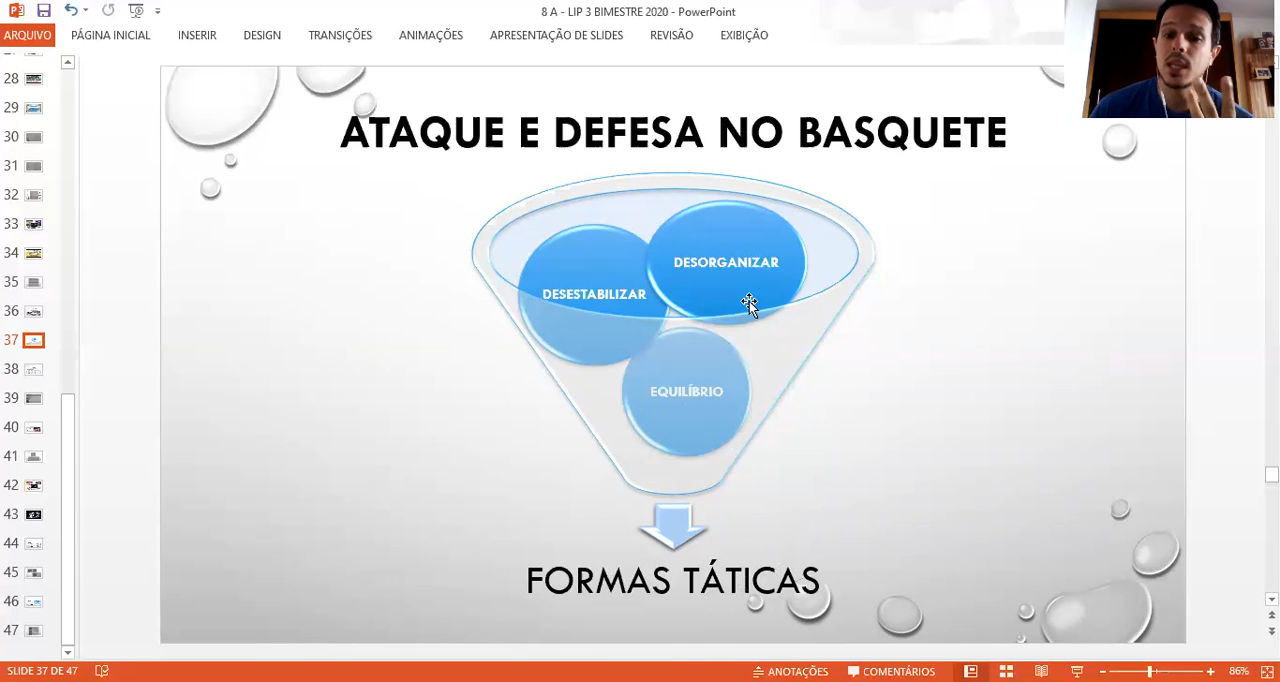 8 A - LIP 3 BIMESTRE 2020 - PowerPoint
ARQUIVO PÁGINA INICIAL INSERIR DESIGN TRANSIÇÕES ANIMAÇÕES APRESENTAÇÃO DE SLIDES REVISÃO EXIBIÇÃO
28
29
30
31
32
33
34
35
36
37
38
39
40
41
42
43
44
45
46
47
ATAQUE E DEFESA NO BASQUETE
DESORGANIZAR
DESESTABILIZAR
EQUILÍBRIO
FORMAS TÁTICAS
SLIDE 37 DE 47 ANOTAÇÕES COMENTÁRIOS 86%